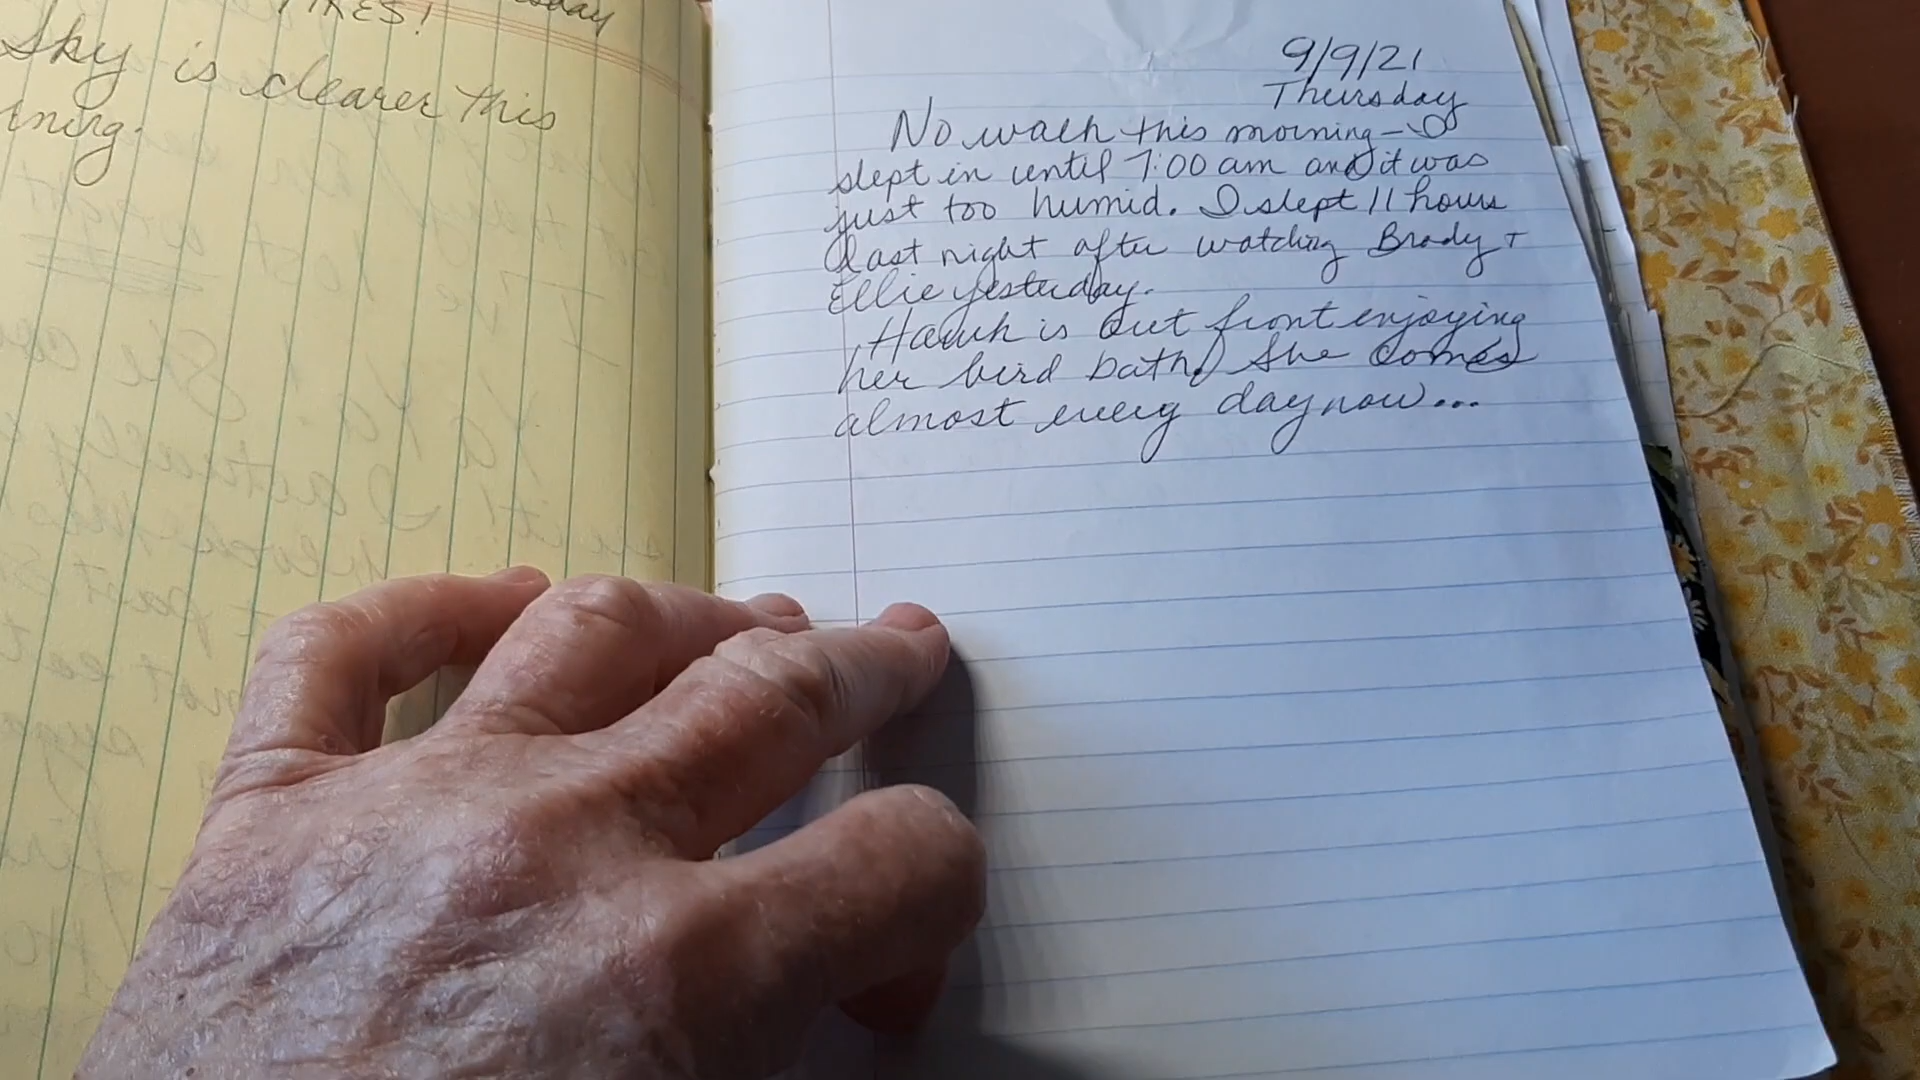 YIKES!
Sky is clearer this
9/9/21
Thursday
No walk this morning - I
slept in until 7:00 am and it was
just too humid. I slept 11 hours
last night after watching Brady +
Ellie yesterday.
Hawk is out front enjoying
her bird bath. She comes
almost every day now...